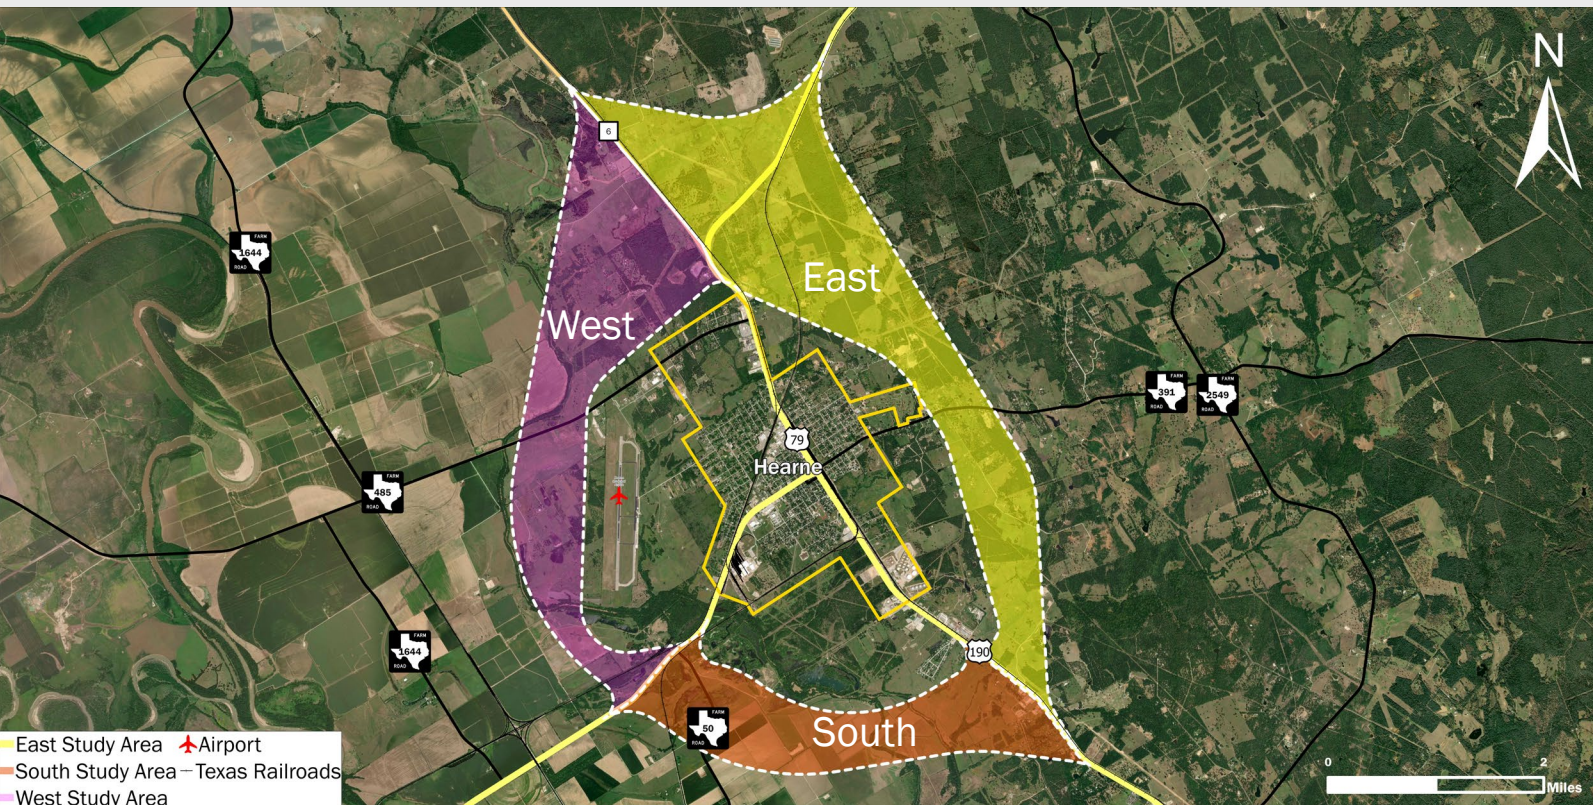 N
6
FARM
1644
ROAD
East
West
FARM
391
ROAD
FARM
2549
ROAD
79
Hearne
FARM
485
ROAD
FARM
1644
ROAD
190
FARM
50
ROAD
South
East Study Area
Airport
South Study Area
Texas Railroads
West Study Area
0
2
Miles